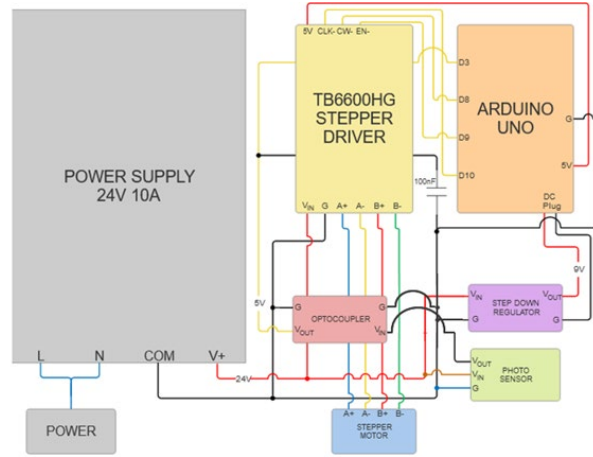 5V CLK- CW- EN-
TB6600HG
STEPPER
DRIVER
VIN G A+ A- B+ B-
D3
D8
D9
D10
ARDUINO
UNO
G
5V
DC
Plug
100nF
POWER SUPPLY
24V 10A
L N COM V+
POWER
24V
5V
G
VOUT
OPTOCOUPLER
G
VIN
VIN
G
STEP DOWN
REGULATOR
VOUT
G
9V
VOUT
VIN
G
PHOTO
SENSOR
A+ A- B+ B-
STEPPER
MOTOR